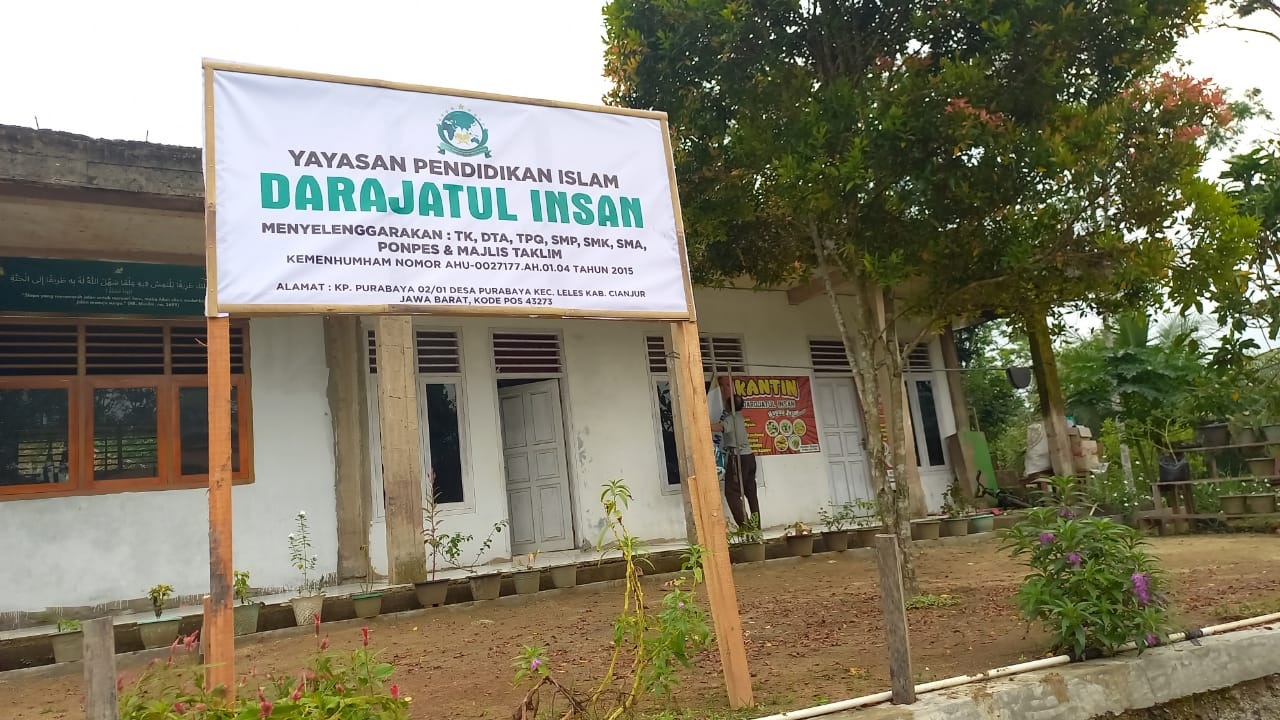 YAYASAN PENDIDIKAN ISLAM
DARAJATUL INSAN
MENYELENGGARAKAN : TK, DTA, TPQ, SMP, SMK, SMA,
PONPES & MAJLIS TAKLIM
KEMENHUMHAM NOMOR AHU-0027177.AH.01.04 TAHUN 2015
ALAMAT : KP. PURABAYA 02/01 DESA PURABAYA KEC. LELES KAB. CIANJUR
JAWA BARAT, KODE POS 43273
KANTIN
DAROJATUL INSAN